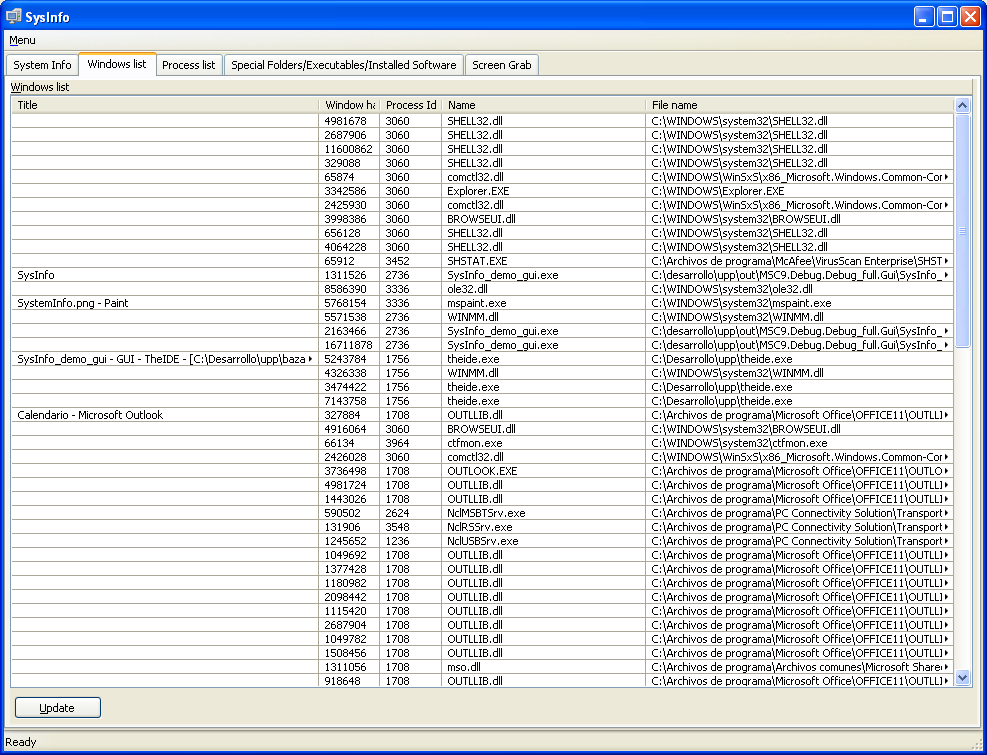 SysInfo
Menu
System Info Windows list Process list Special Folders/Executables/Installed Software Screen Grab
Windows list
Title Window ha Process Id Name File name
4981678 3060 SHELL32.dll C:\WINDOWS\system32\SHELL32.dll
2687906 3060 SHELL32.dll C:\WINDOWS\system32\SHELL32.dll
11600862 3060 SHELL32.dll C:\WINDOWS\system32\SHELL32.dll
329088 3060 SHELL32.dll C:\WINDOWS\system32\SHELL32.dll
65874 3060 comctl32.dll C:\WINDOWS\WinSxS\x86_Microsoft.Windows.Common-Cor
3342586 3060 Explorer.EXE C:\WINDOWS\Explorer.EXE
2425930 3060 comctl32.dll C:\WINDOWS\WinSxS\x86_Microsoft.Windows.Common-Cor
3998386 3060 BROWSEUI.dll C:\WINDOWS\system32\BROWSEUI.dll
656128 3060 SHELL32.dll C:\WINDOWS\system32\SHELL32.dll
4064228 3060 SHELL32.dll C:\WINDOWS\system32\SHELL32.dll
65912 3452 SHSTAT.EXE C:\Archivos de programa\McAfee\VirusScan Enterprise\SHST
SysInfo 1311526 2736 SysInfo_demo_gui.exe C:\desarrollo\upp\out\MSC9.Debug.Debug_full.Gui\SysInfo_
8586390 3336 ole32.dll C:\WINDOWS\system32\ole32.dll
SystemInfo.png - Paint 5768154 3336 mspaint.exe C:\WINDOWS\system32\mspaint.exe
5571538 2736 WINMM.dll C:\WINDOWS\system32\WINMM.dll
2163466 2736 SysInfo_demo_gui.exe C:\desarrollo\upp\out\MSC9.Debug.Debug_full.Gui\SysInfo_
16711878 2736 SysInfo_demo_gui.exe C:\desarrollo\upp\out\MSC9.Debug.Debug_full.Gui\SysInfo_
SysInfo_demo_gui - GUI - TheIDE - [C:\Desarrollo\upp\baza 5243784 1756 theide.exe C:\Desarrollo\upp\theide.exe
4326338 1756 WINMM.dll C:\WINDOWS\system32\WINMM.dll
3474422 1756 theide.exe C:\Desarrollo\upp\theide.exe
7143758 1756 theide.exe C:\Desarrollo\upp\theide.exe
Calendario - Microsoft Outlook 327884 1708 OUTLLIB.dll C:\Archivos de programa\Microsoft Office\OFFICE11\OUTLLI
4916064 3060 BROWSEUI.dll C:\WINDOWS\system32\BROWSEUI.dll
66134 3964 ctfmon.exe C:\WINDOWS\system32\ctfmon.exe
2426028 3060 comctl32.dll C:\WINDOWS\WinSxS\x86_Microsoft.Windows.Common-Cor
3736498 1708 OUTLOOK.EXE C:\Archivos de programa\Microsoft Office\OFFICE11\OUTLO
4981724 1708 OUTLLIB.dll C:\Archivos de programa\Microsoft Office\OFFICE11\OUTLLI
1443026 1708 OUTLLIB.dll C:\Archivos de programa\Microsoft Office\OFFICE11\OUTLLI
590502 2624 NclMSBTSrv.exe C:\Archivos de programa\PC Connectivity Solution\Transport
131906 3548 NclRSSrv.exe C:\Archivos de programa\PC Connectivity Solution\Transport
1245652 1236 NclUSBSrv.exe C:\Archivos de programa\PC Connectivity Solution\Transport
1049692 1708 OUTLLIB.dll C:\Archivos de programa\Microsoft Office\OFFICE11\OUTLLI
1377428 1708 OUTLLIB.dll C:\Archivos de programa\Microsoft Office\OFFICE11\OUTLLI
1180982 1708 OUTLLIB.dll C:\Archivos de programa\Microsoft Office\OFFICE11\OUTLLI
2098442 1708 OUTLLIB.dll C:\Archivos de programa\Microsoft Office\OFFICE11\OUTLLI
1115420 1708 OUTLLIB.dll C:\Archivos de programa\Microsoft Office\OFFICE11\OUTLLI
2687904 1708 OUTLLIB.dll C:\Archivos de programa\Microsoft Office\OFFICE11\OUTLLI
1049782 1708 OUTLLIB.dll C:\Archivos de programa\Microsoft Office\OFFICE11\OUTLLI
1508456 1708 OUTLLIB.dll C:\Archivos de programa\Microsoft Office\OFFICE11\OUTLLI
1311056 1708 mso.dll C:\Archivos de programa\Archivos comunes\Microsoft Share
918648 1708 OUTLLIB.dll C:\Archivos de programa\Microsoft Office\OFFICE11\OUTLLI
Update
Ready